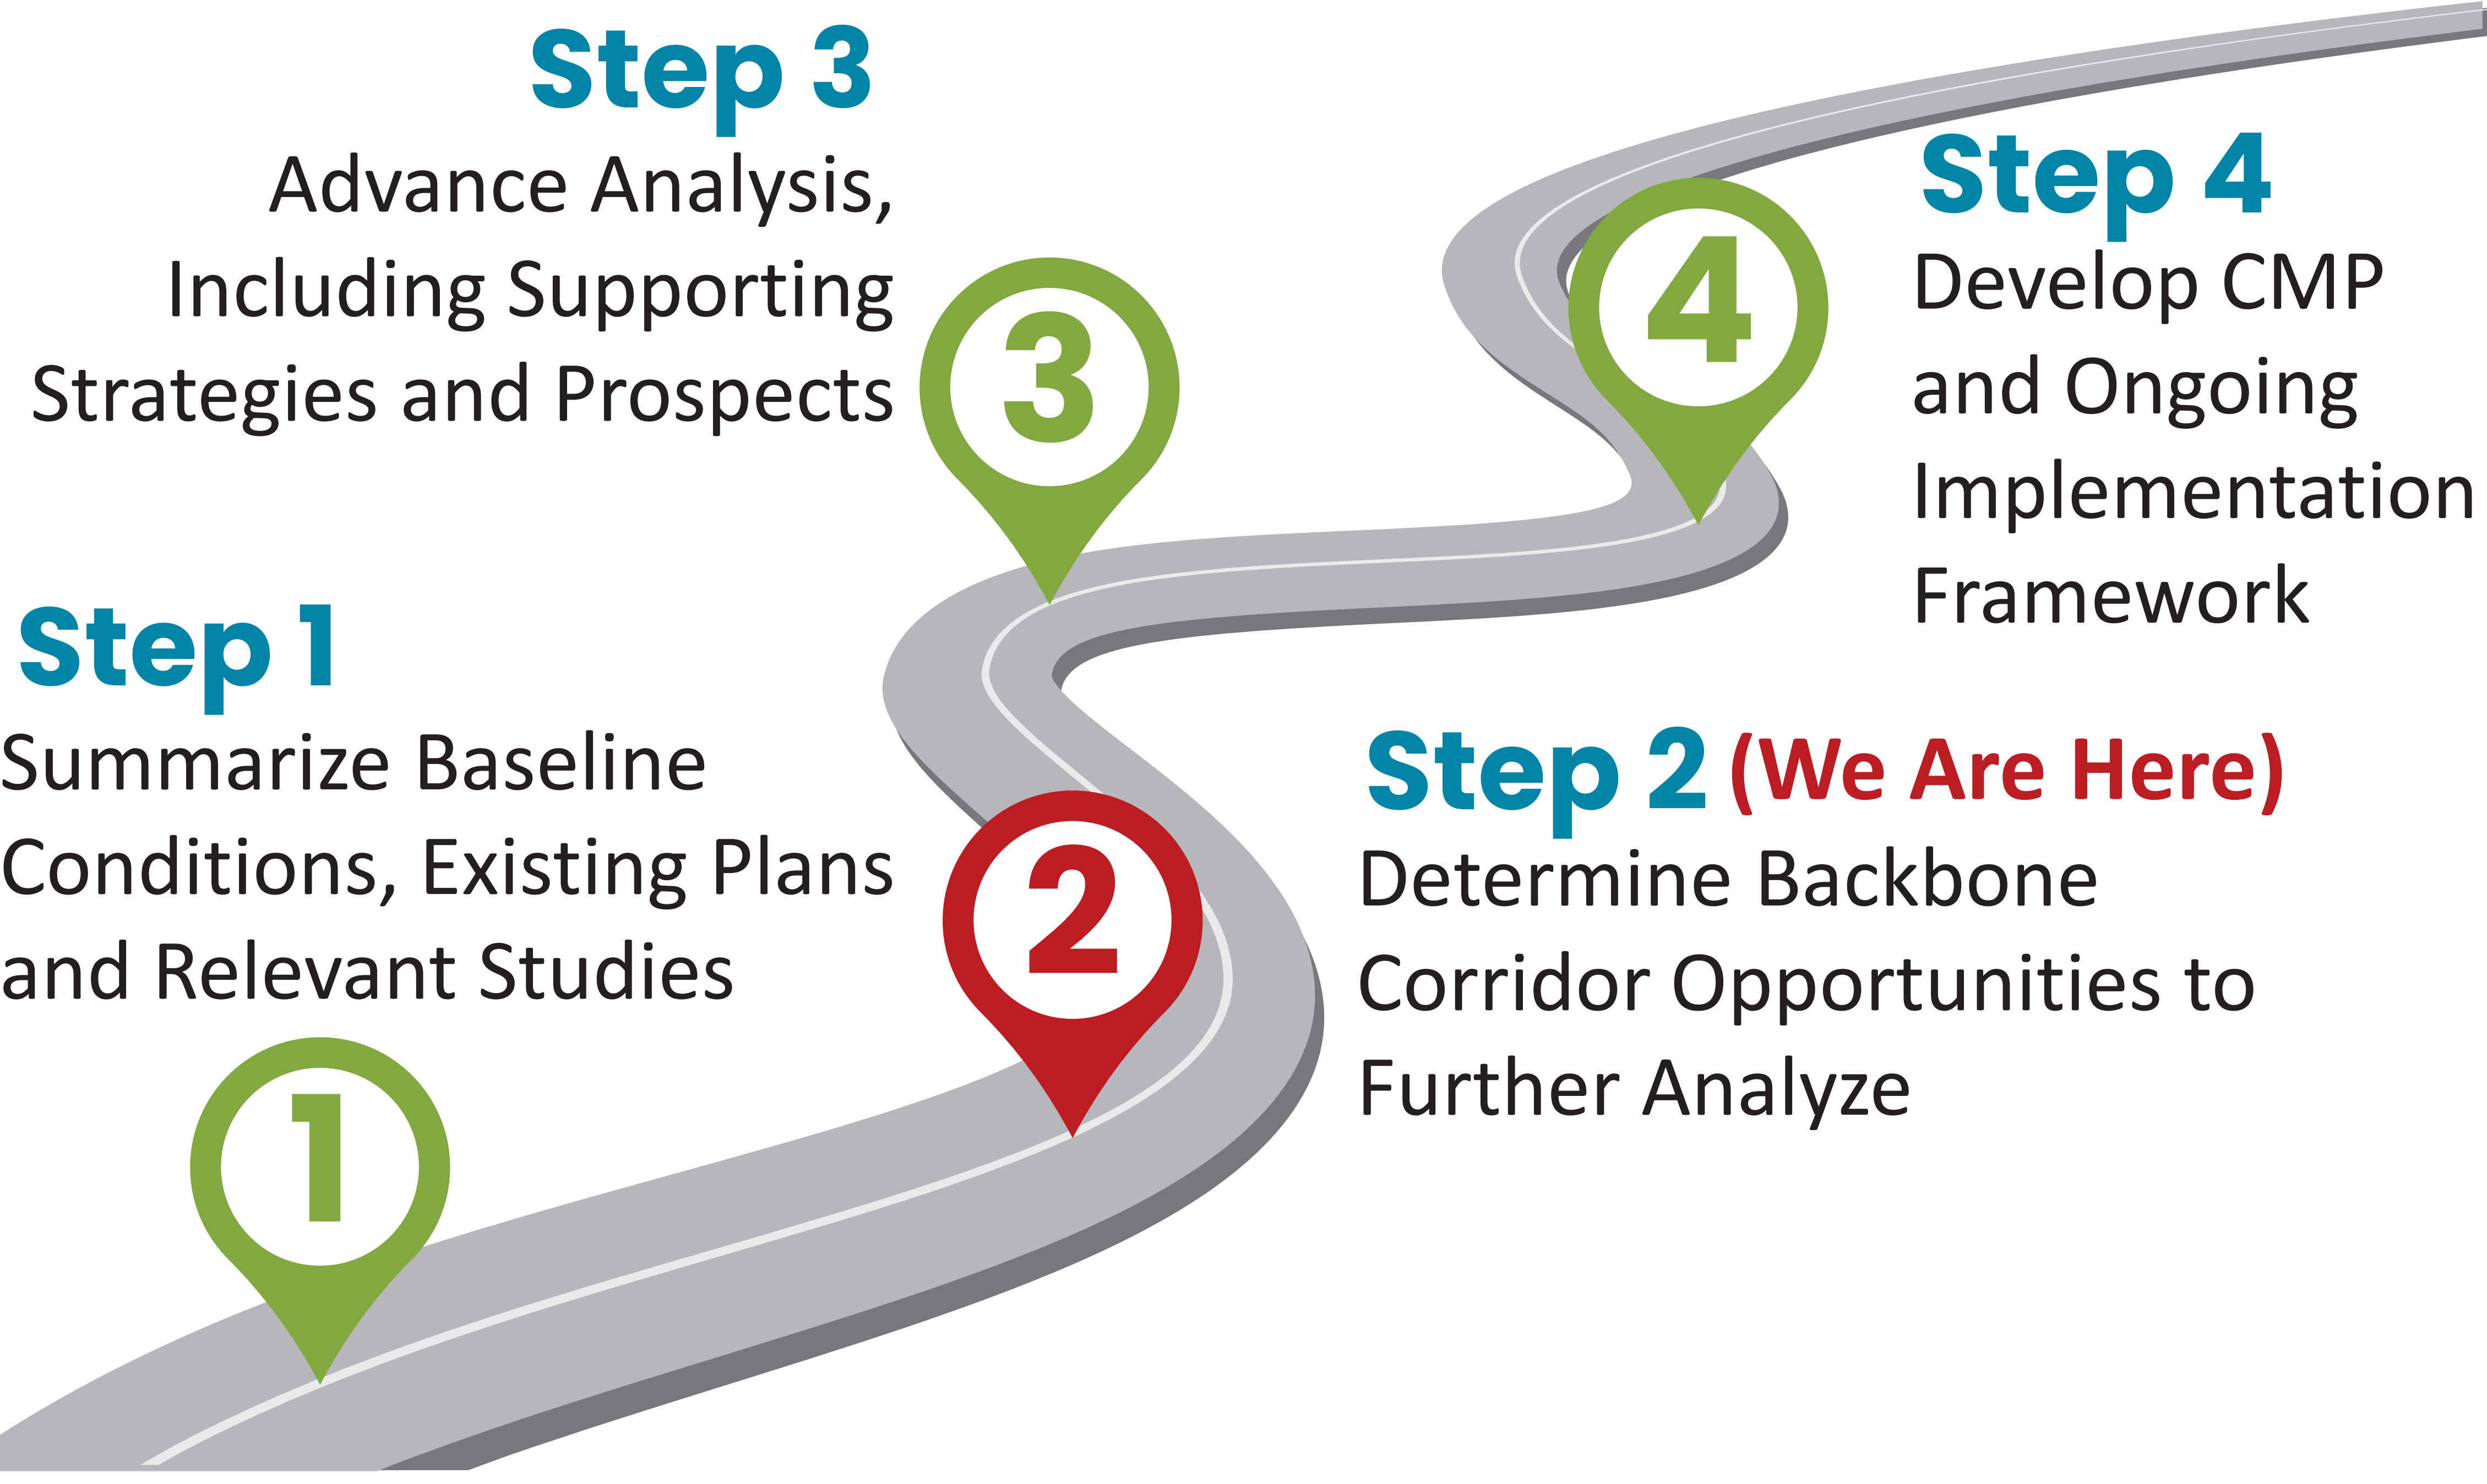 Step 3
Advance Analysis,
Including Supporting
Strategies and Prospects
3
Step 4
Develop CMP
and Ongoing
Implementation
Framework
4
Step 1
Summarize Baseline
Conditions, Existing Plans
and Relevant Studies
1
Step 2 (We Are Here)
Determine Backbone
Corridor Opportunities to
Further Analyze
2